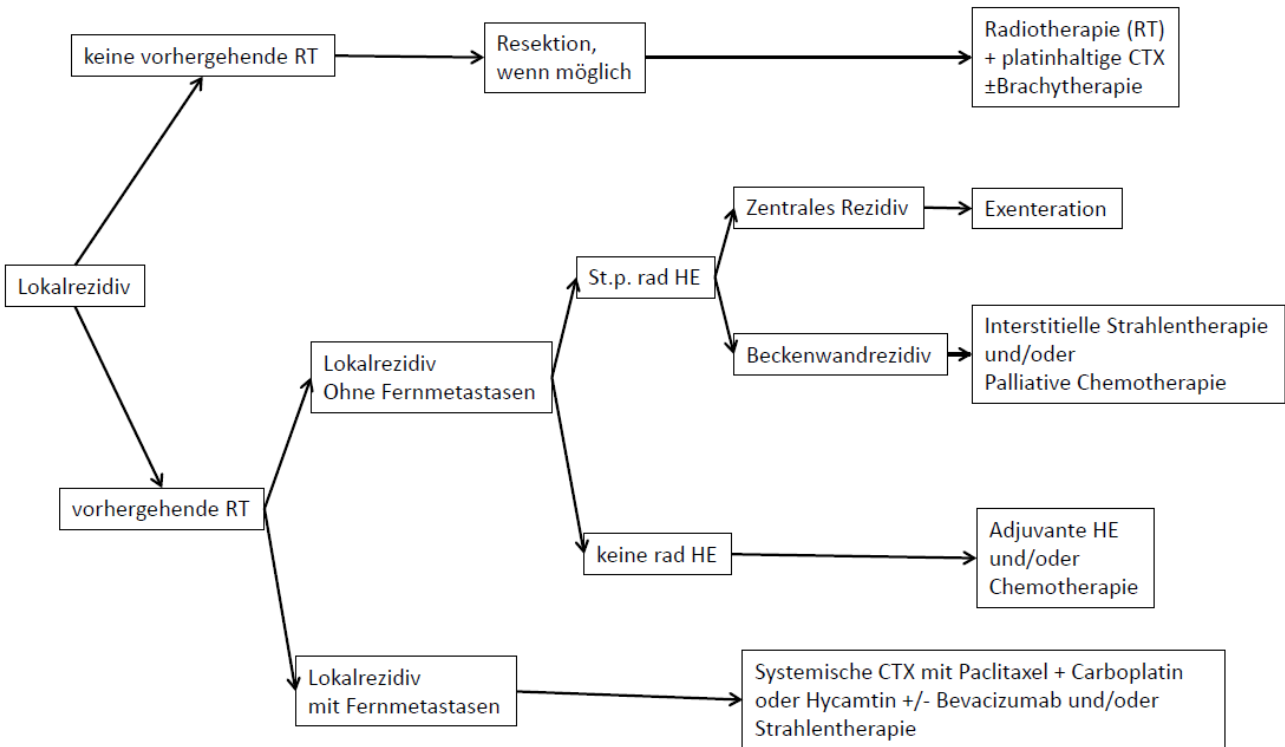 keine vorhergehende RT
Resektion,
wenn möglich
Radiotherapie (RT)
+ platinhaltige CTX
±Brachytherapie
Zentrales Rezidiv
Exenteration
Lokalrezidiv
St.p. rad HE
Beckenwandrezidiv
Interstitielle Strahlentherapie
und/oder
Palliative Chemotherapie
Lokalrezidiv
Ohne Fernmetastasen
vorhergehende RT
keine rad HE
Adjuvante HE
und/oder
Chemotherapie
Lokalrezidiv
mit Fernmetastasen
Systemische CTX mit Paclitaxel + Carboplatin
oder Hycamtin +/- Bevacizumab und/oder
Strahlentherapie